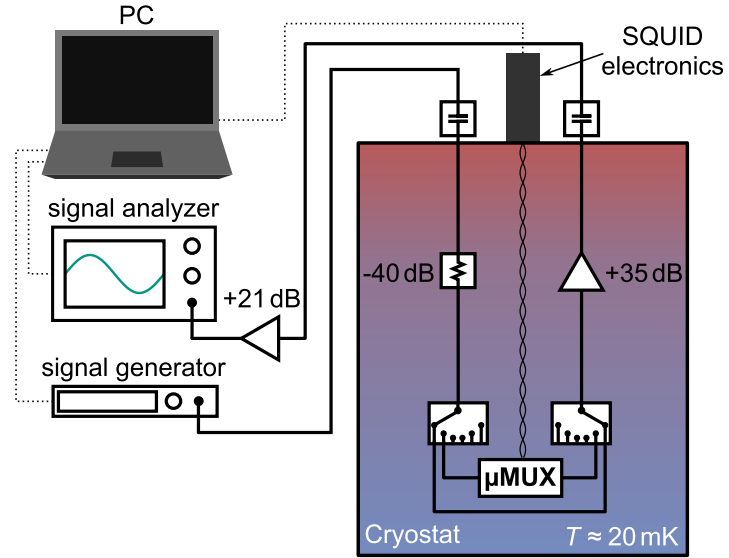 PC
SQUID
electronics
signal analyzer
+21 dB
-40 dB
+35 dB
signal generator
µMUX
Cryostat
T ≈ 20 mK